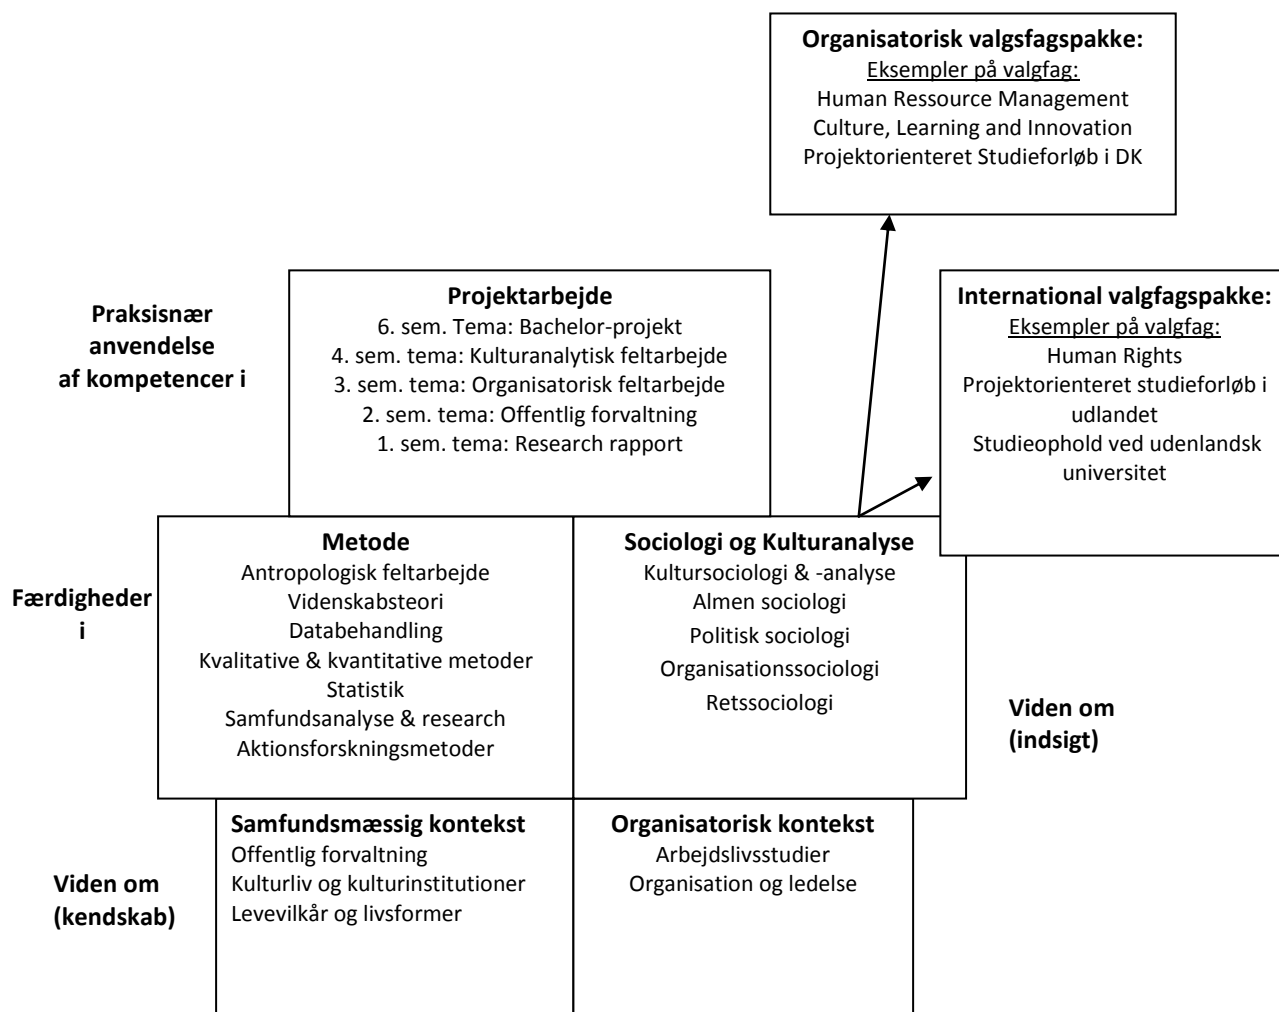 Organisatorisk valgsfagspakke:
Eksempler på valgfag:
Human Ressource Management
Culture, Learning and Innovation
Projektorienteret Studieforløb i DK
Praksisnær
anvendelse
af kompetencer i
Projektarbejde
6. sem. Tema: Bachelor-projekt
4. sem. tema: Kulturanalytisk feltarbejde
3. sem. tema: Organisatorisk feltarbejde
2. sem. tema: Offentlig forvaltning
1. sem. tema: Research rapport
International valgfagspakke:
Eksempler på valgfag:
Human Rights
Projektorienteret studieforløb i
udlandet
Studieophold ved udenlandsk
universitet
Færdigheder
i
Metode
Antropologisk feltarbejde
Videnskabsteori
Databehandling
Kvalitative & kvantitative metoder
Statistik
Samfundsanalyse & research
Aktionsforskningsmetoder
Sociologi og Kulturanalyse
Kultursociologi & -analyse
Almen sociologi
Politisk sociologi
Organisationssociologi
Retssociologi
Viden om
(indsigt)
Viden om
(kendskab)
Samfundsmæssig kontekst
Offentlig forvaltning
Kulturliv og kulturinstitutioner
Levevilkår og livsformer
Organisatorisk kontekst
Arbejdslivsstudier
Organisation og ledelse